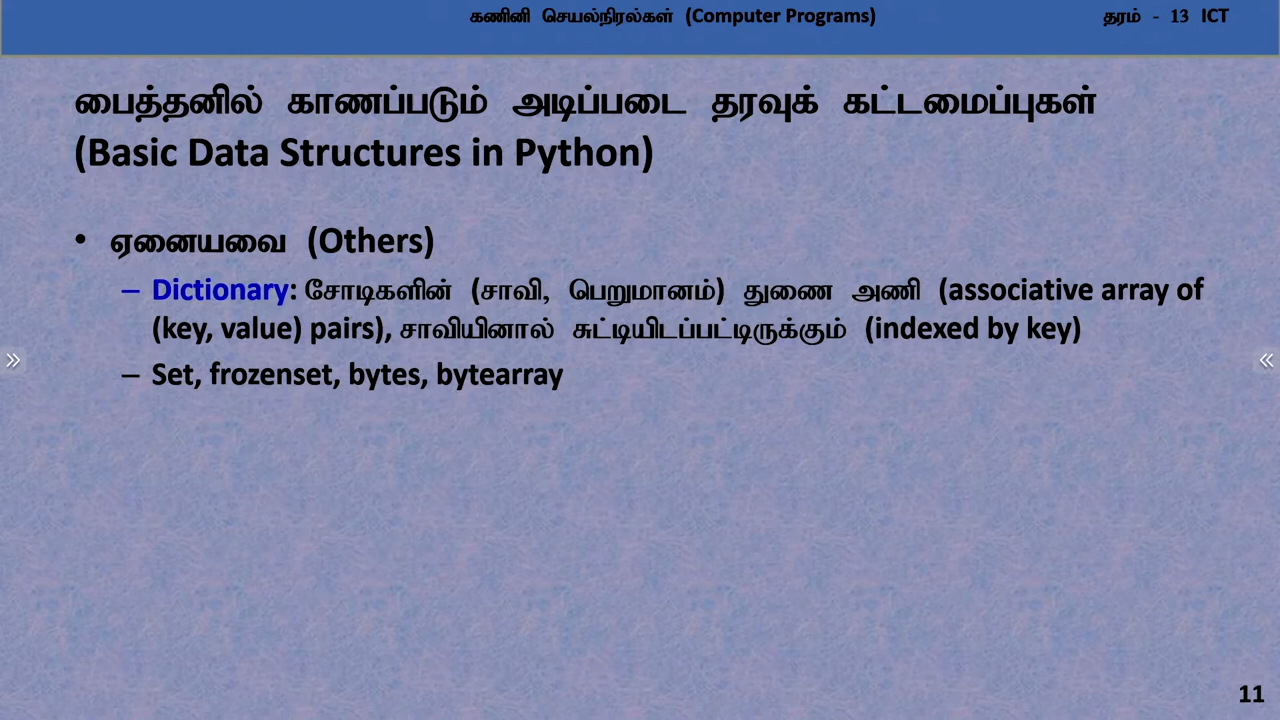 கணினி செயல்நிரல்கள் (Computer Programs) தரம் - 13 ICT
பைத்தனில் காணப்படும் அடிப்படை தரவுக் கட்டமைப்புகள்
(Basic Data Structures in Python)
• ஏனையவை (Others)
– Dictionary: சோடிகளின் (சாவி, பெறுமானம்) துணை அணி (associative array of
(key, value) pairs), சாவியினால் சுட்டியிடப்பட்டிருக்கும் (indexed by key)
– Set, frozenset, bytes, bytearray
11